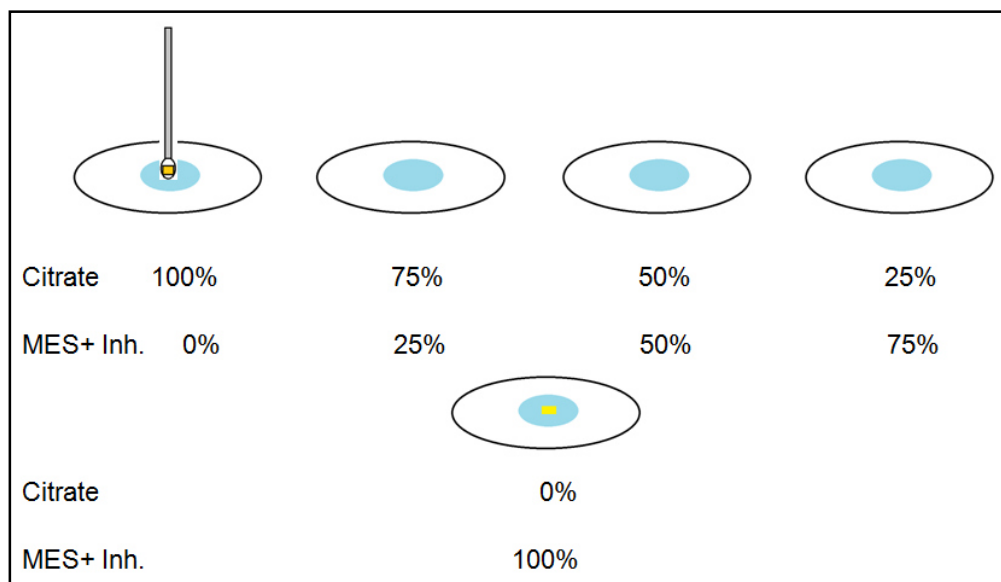 Citrate 100% 75% 50% 25%
MES+ Inh. 0% 25% 50% 75%
Citrate 0%
MES+ Inh. 100%